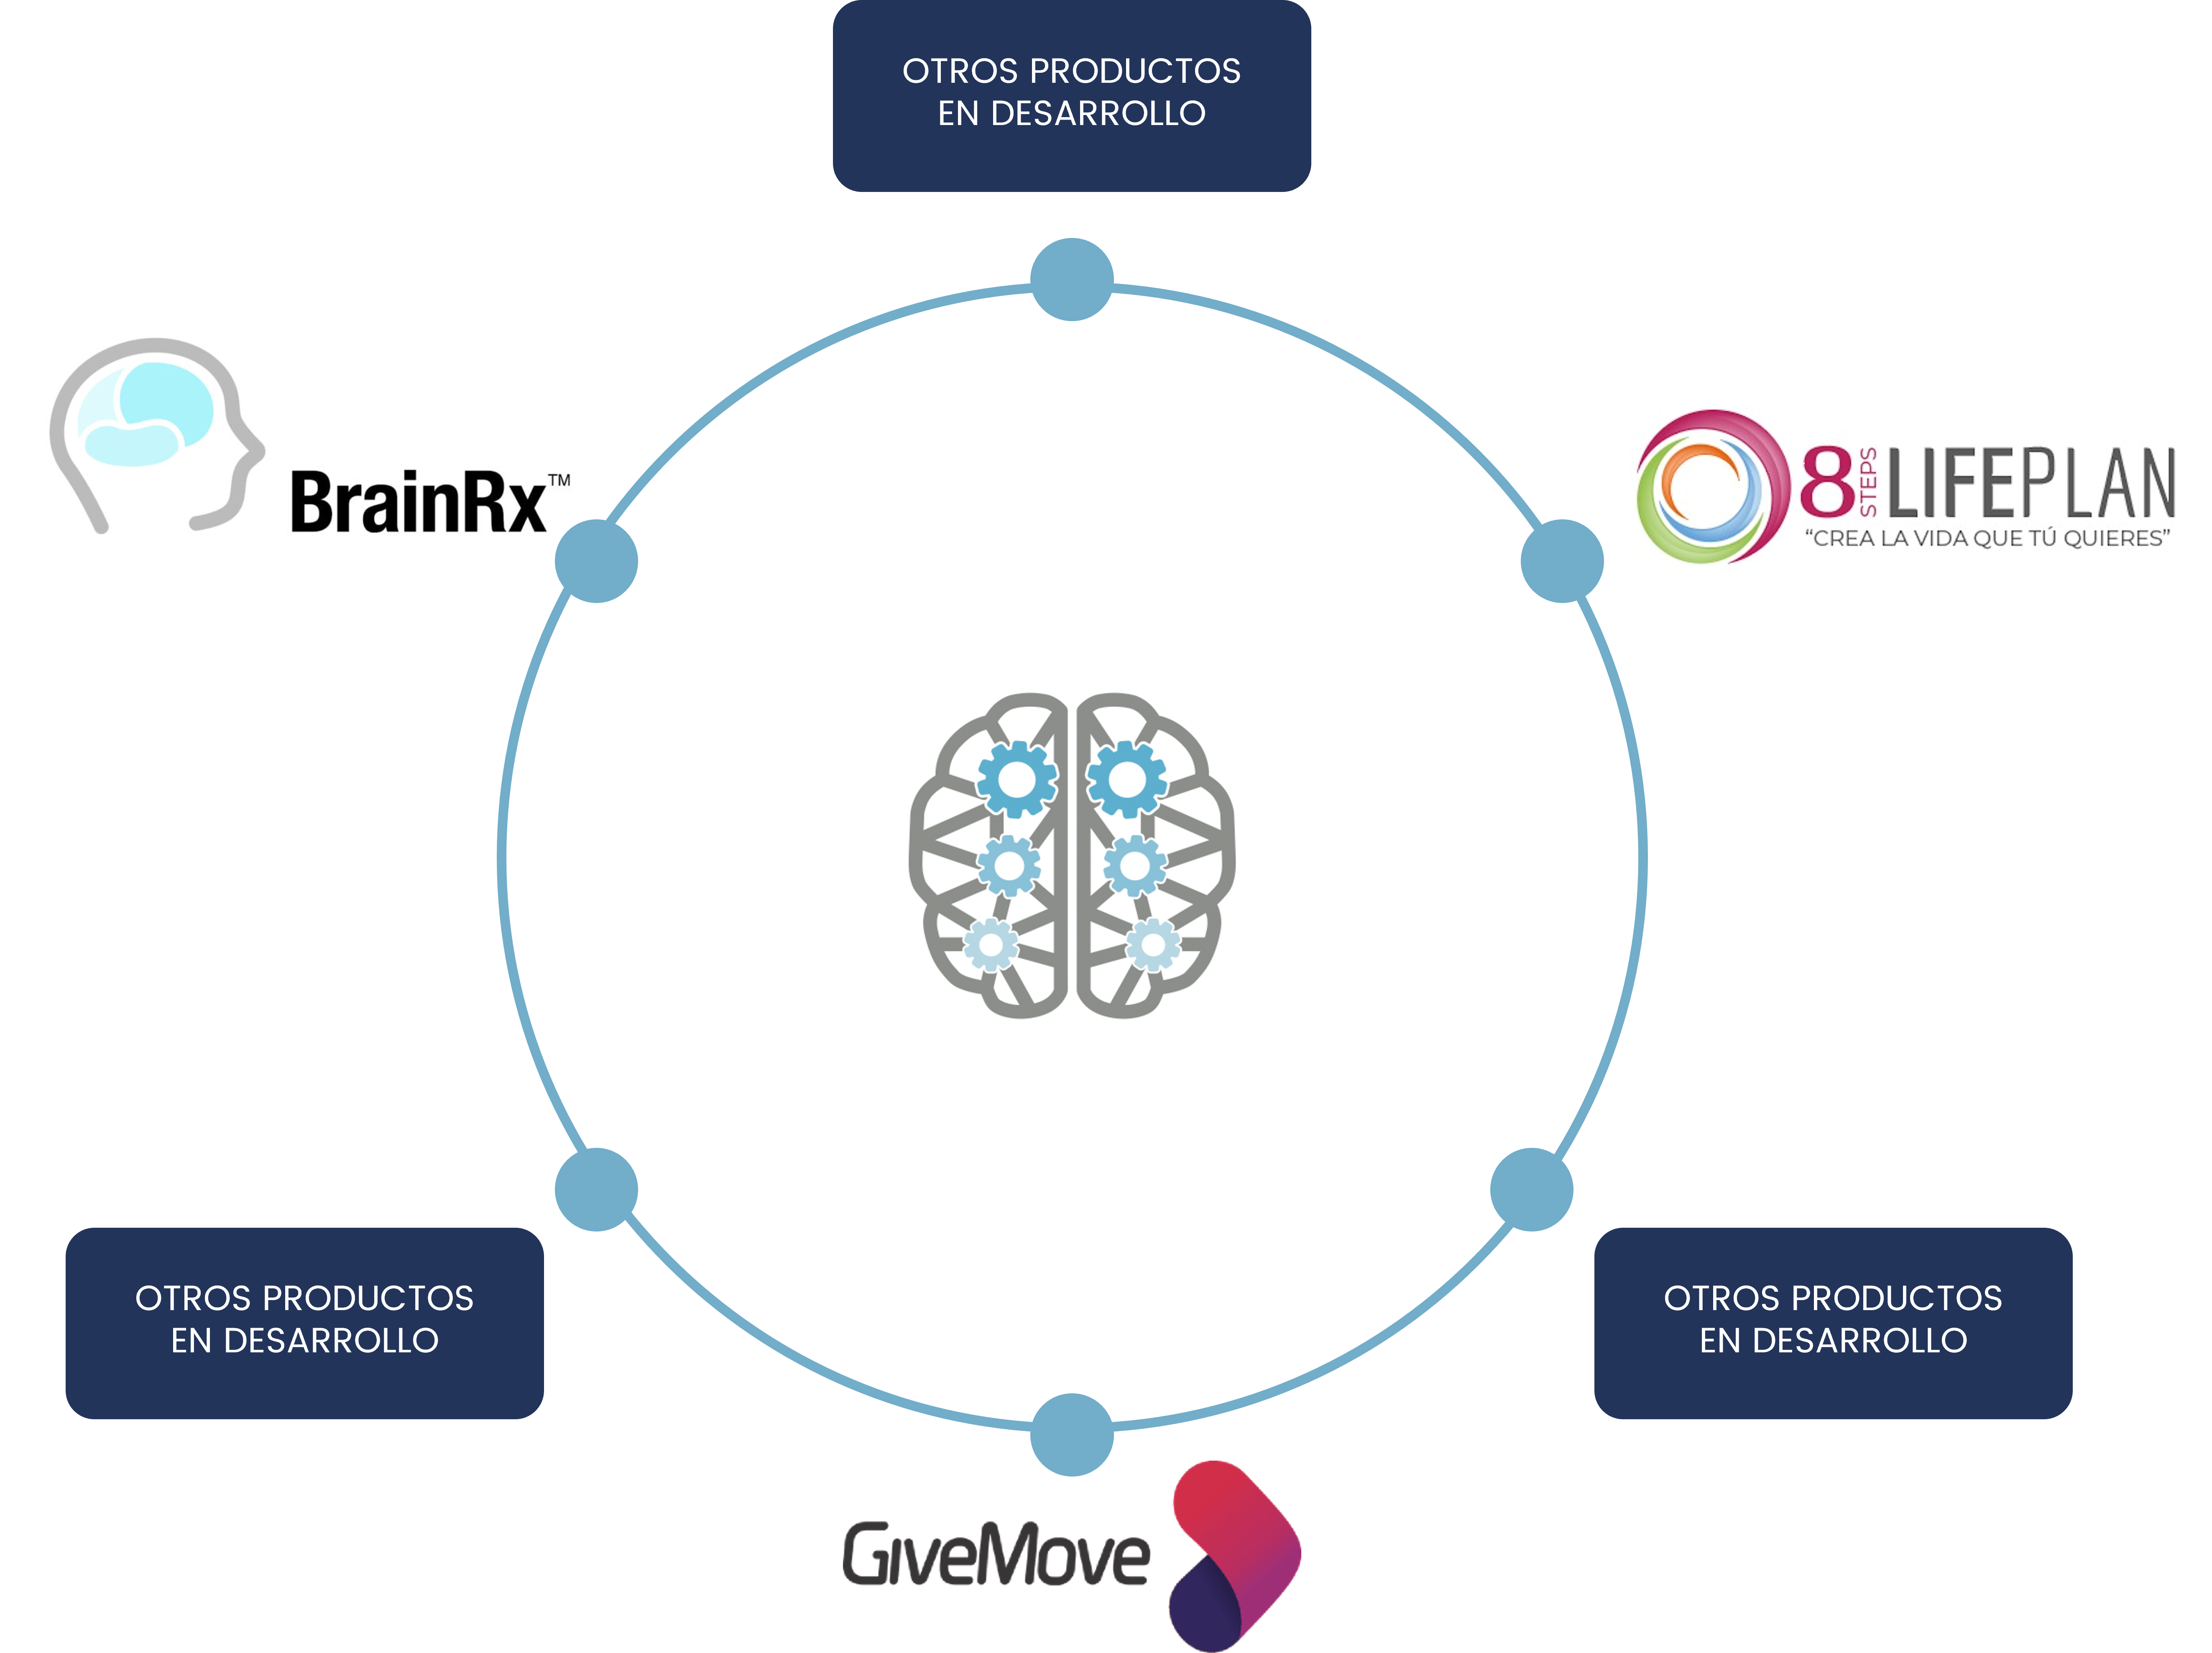 OTROS PRODUCTOS
EN DESARROLLO
BrainRx™
8 STEPS LIFEPLAN
“CREA LA VIDA QUE TÚ QUIERES”
OTROS PRODUCTOS
EN DESARROLLO
OTROS PRODUCTOS
EN DESARROLLO
GIVEMOVE